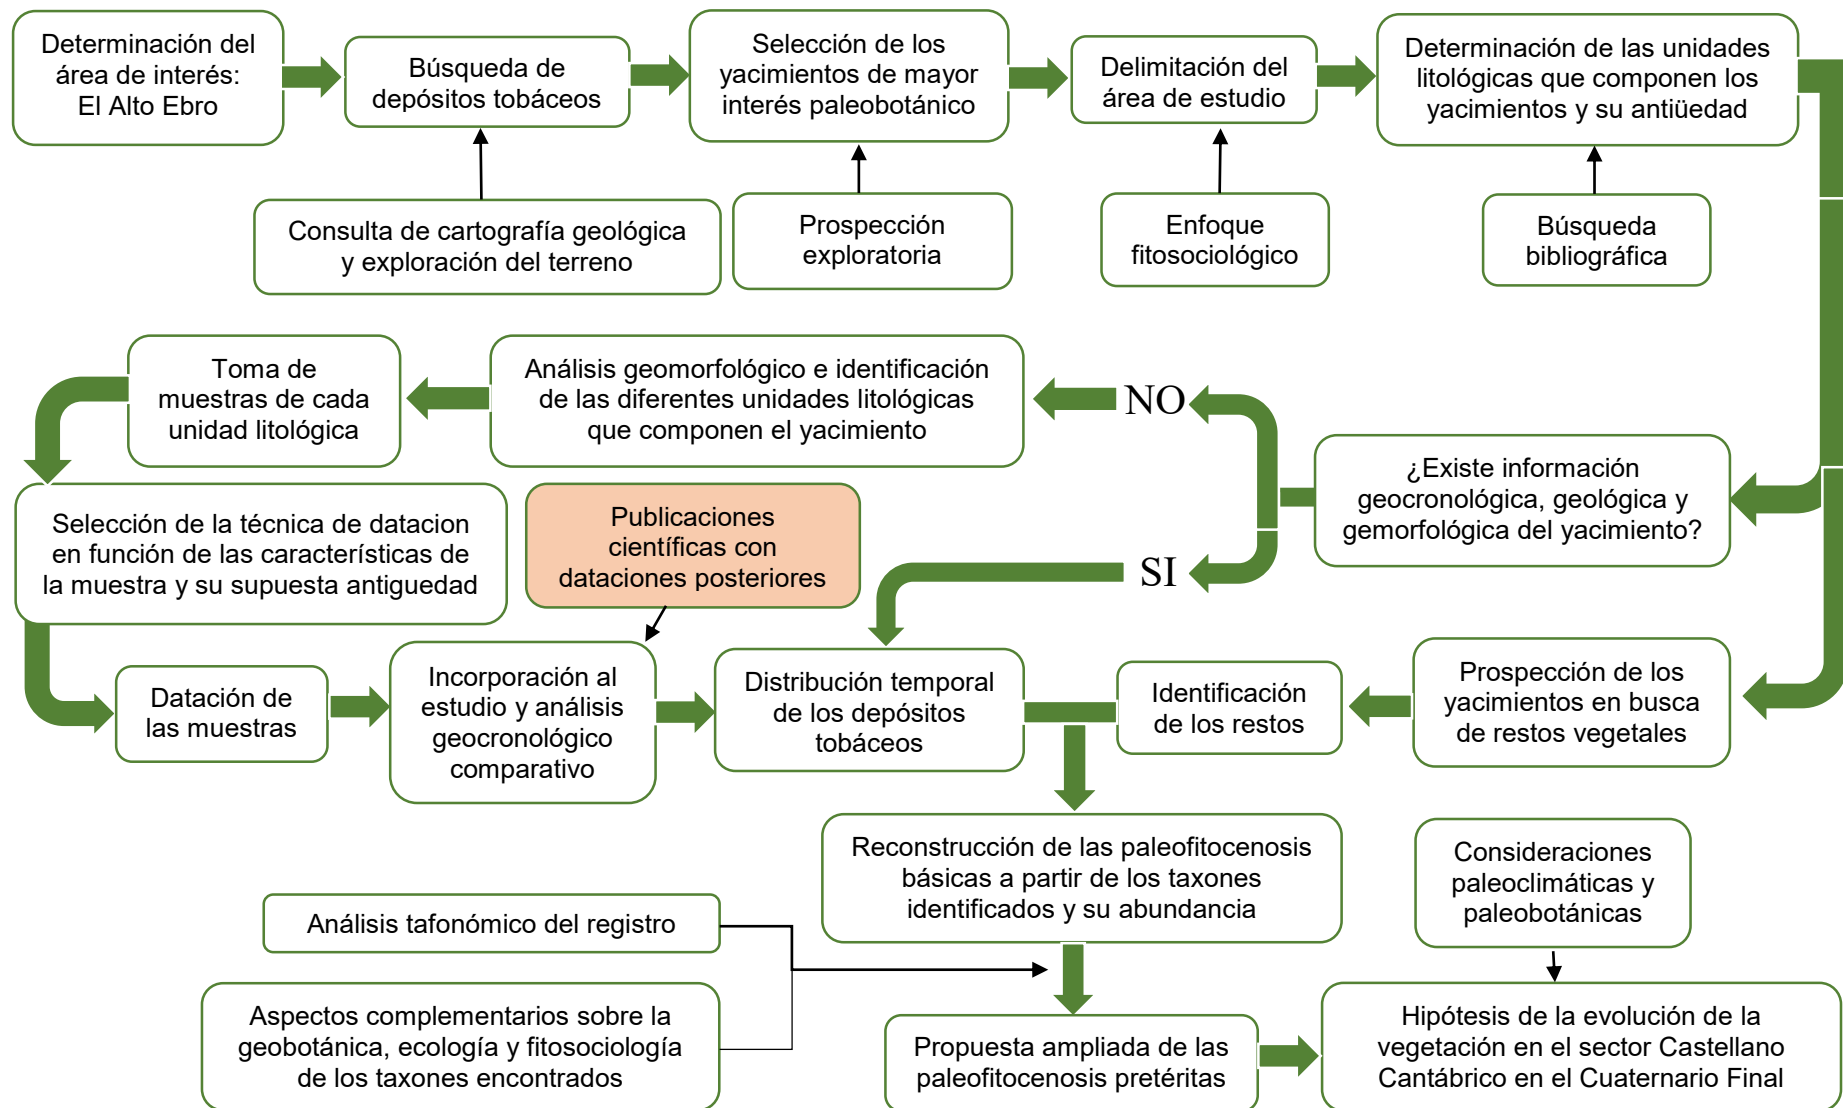 Determinación del
área de interés:
El Alto Ebro
Búsqueda de
depósitos tobáceos
Selección de los
yacimientos de mayor
interés paleobotánico
Delimitación del
área de estudio
Determinación de las unidades
litológicas que componen los
yacimientos y su antiüedad
Consulta de cartografía geológica
y exploración del terreno
Prospección
exploratoria
Enfoque
fitosociológico
Búsqueda
bibliográfica
Toma de
muestras de cada
unidad litológica
Análisis geomorfológico e identificación
de las diferentes unidades litológicas
que componen el yacimiento
NO
¿Existe información
geocronológica, geológica y
gemorfológica del yacimiento?
SI
Selección de la técnica de datacion
en función de las características de
la muestra y su supuesta antiguedad
Publicaciones
científicas con
dataciones posteriores
Datación de
las muestras
Incorporación al
estudio y análisis
geocronológico
comparativo
Distribución temporal
de los depósitos
tobáceos
Identificación
de los restos
Prospección de los
yacimientos en busca
de restos vegetales
Reconstrucción de las paleofitocenosis
básicas a partir de los taxones
identificados y su abundancia
Consideraciones
paleoclimáticas y
paleobotánicas
Análisis tafonómico del registro
Aspectos complementarios sobre la
geobotánica, ecología y fitosociología
de los taxones encontrados
Propuesta ampliada de las
paleofitocenosis pretéritas
Hipótesis de la evolución de la
vegetación en el sector Castellano
Cantábrico en el Cuaternario Final